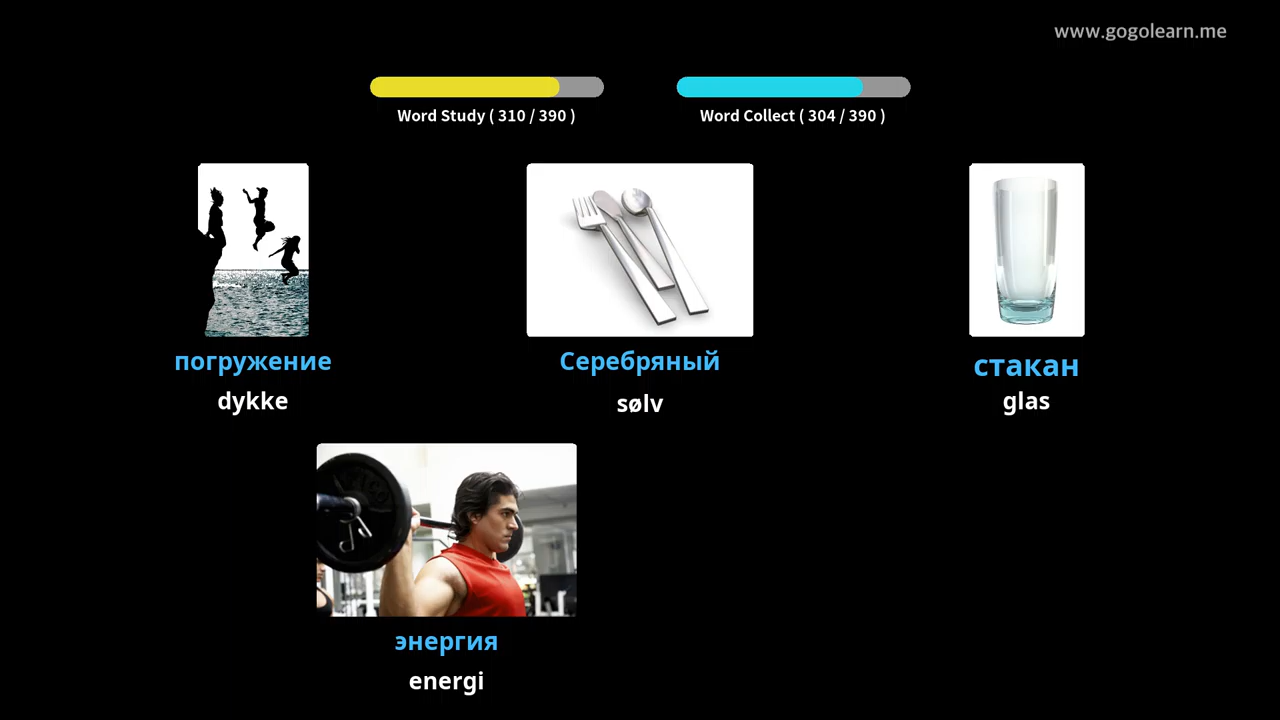 www.gogolearn.me
Word Study ( 310 / 390 )
Word Collect ( 304 / 390 )
погружение
dykke
Серебряный
sølv
стакан
glas
энергия
energi